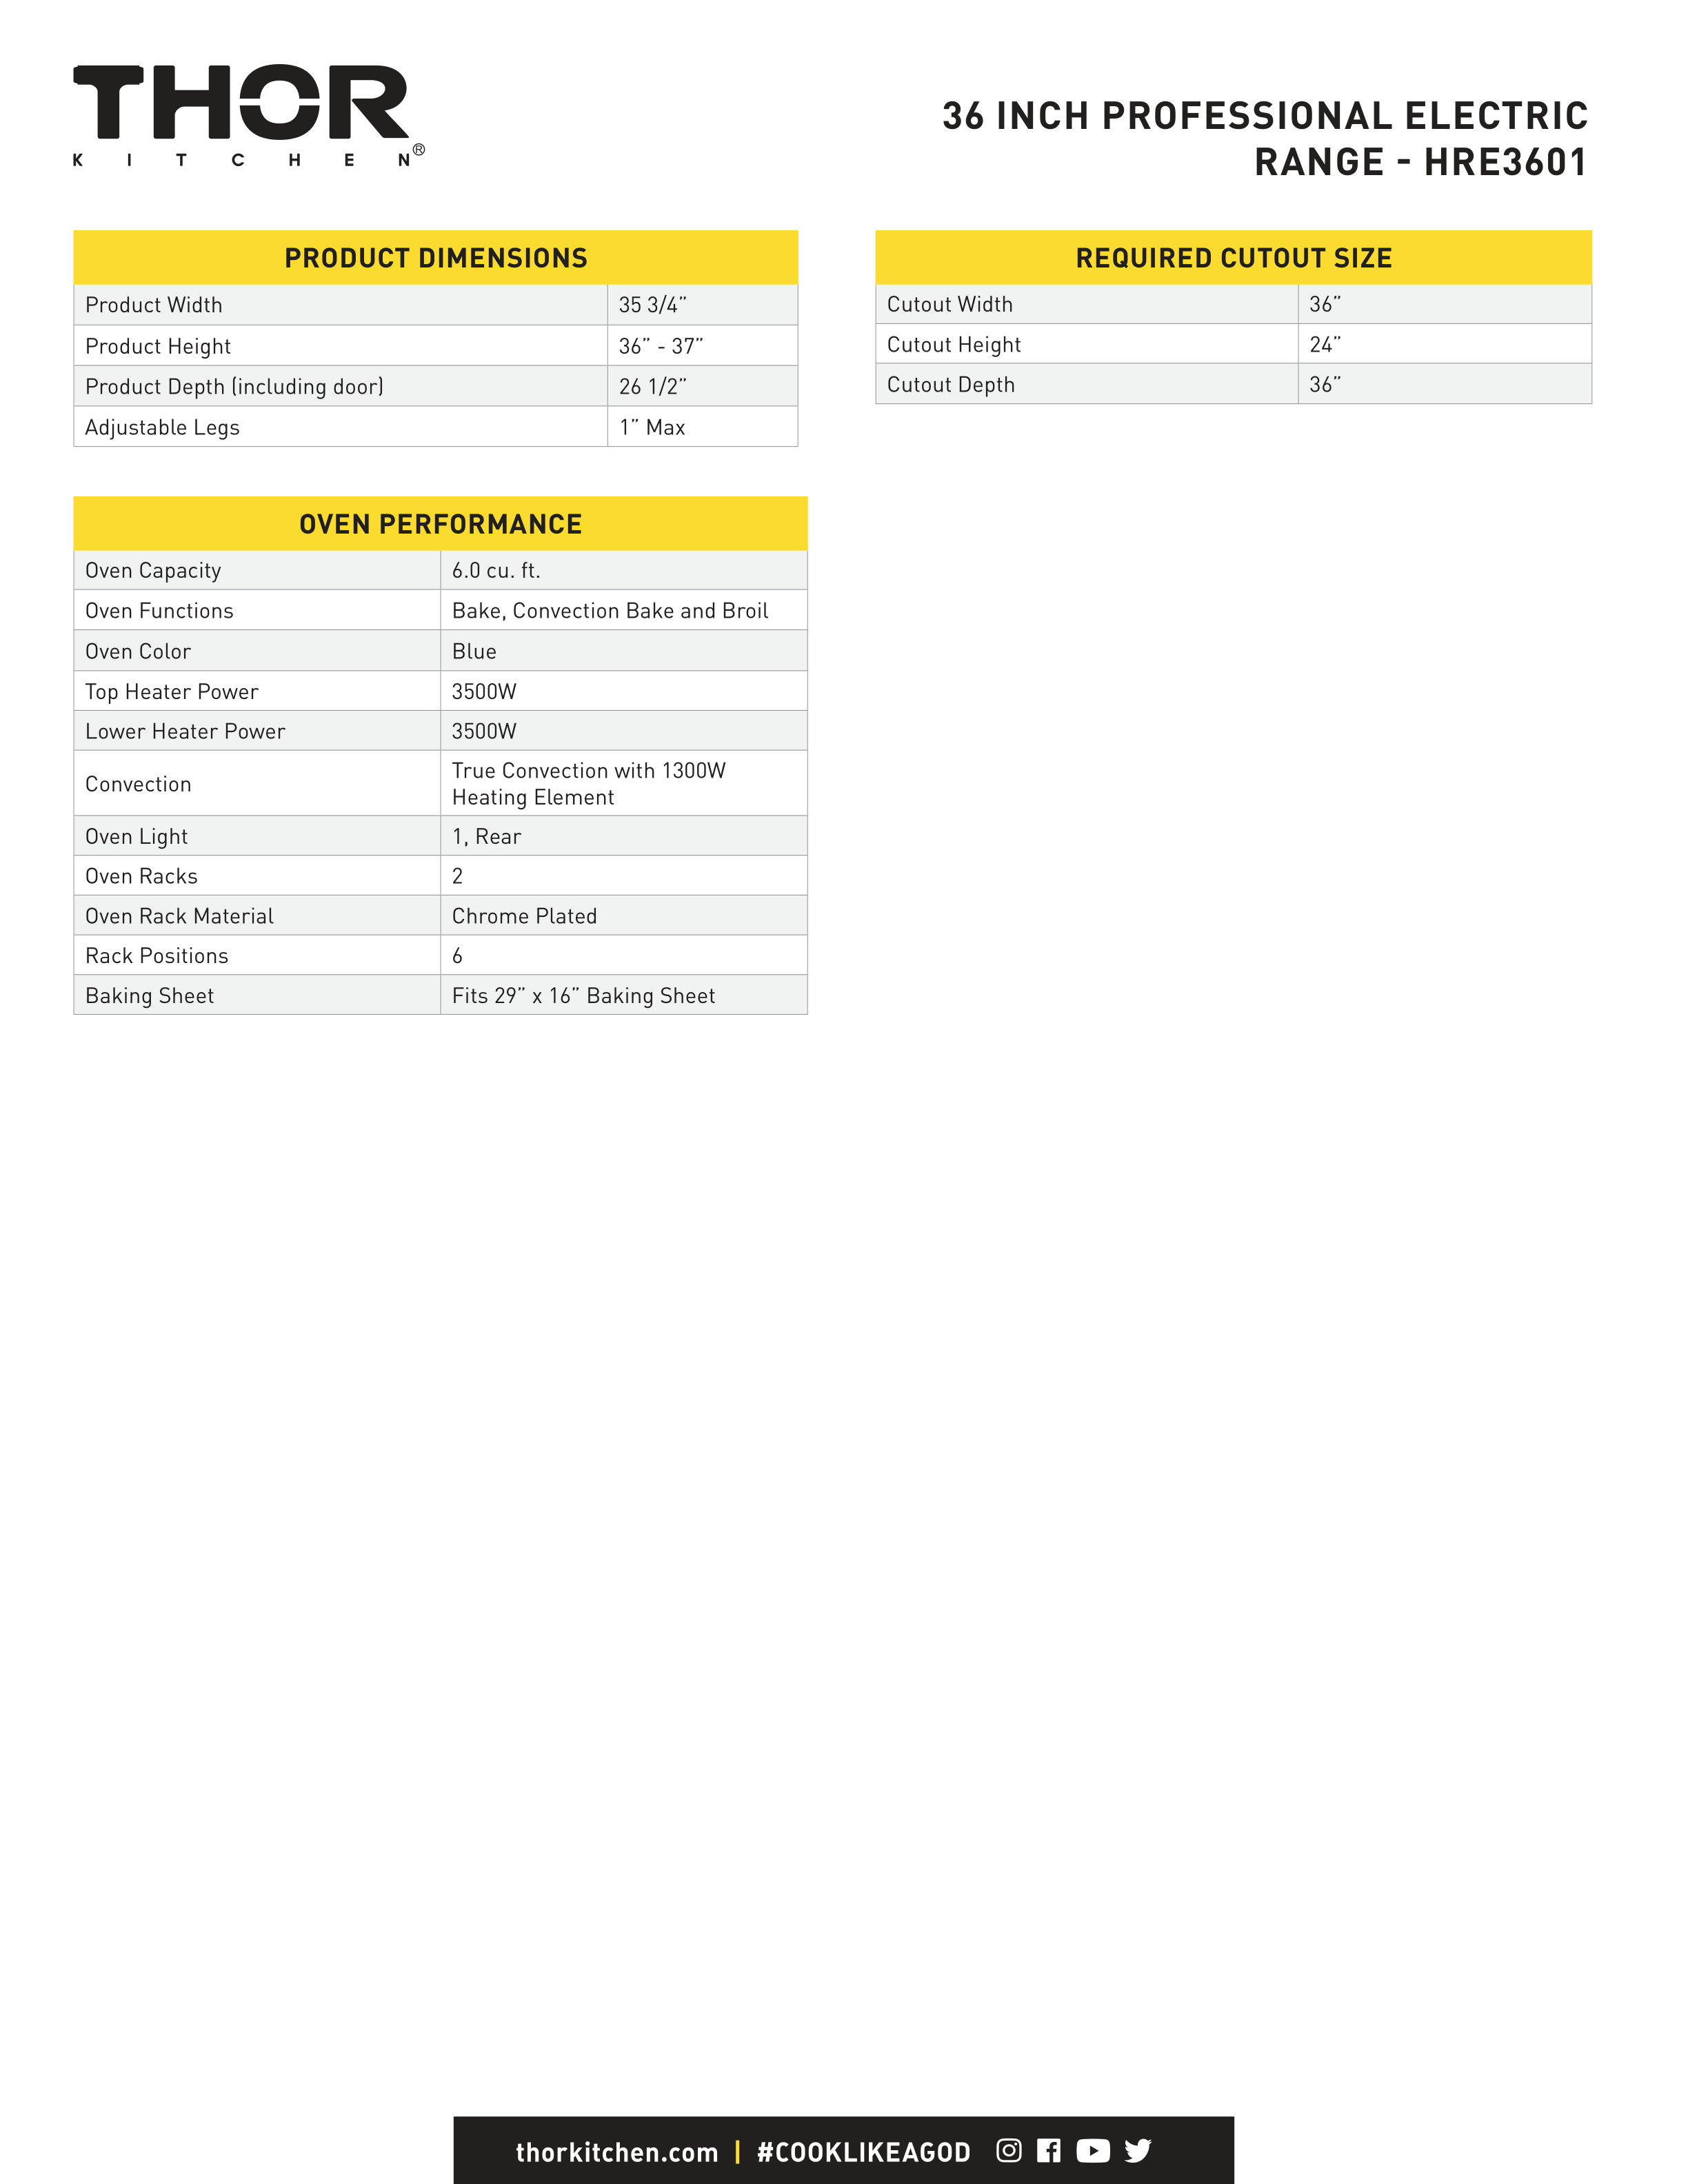 THOR
KITCHEN®
36 INCH PROFESSIONAL ELECTRIC
RANGE - HRE3601
PRODUCT DIMENSIONS
Product Width 35 3/4”
Product Height 36” - 37”
Product Depth (including door) 26 1/2”
Adjustable Legs 1” Max
REQUIRED CUTOUT SIZE
Cutout Width 36”
Cutout Height 24”
Cutout Depth 36”
OVEN PERFORMANCE
Oven Capacity 6.0 cu. ft.
Oven Functions Bake, Convection Bake and Broil
Oven Color Blue
Top Heater Power 3500W
Lower Heater Power 3500W
Convection True Convection with 1300W
Heating Element
Oven Light 1, Rear
Oven Racks 2
Oven Rack Material Chrome Plated
Rack Positions 6
Baking Sheet Fits 29” x 16” Baking Sheet
thorkitchen.com | #COOKLIKEAGOD